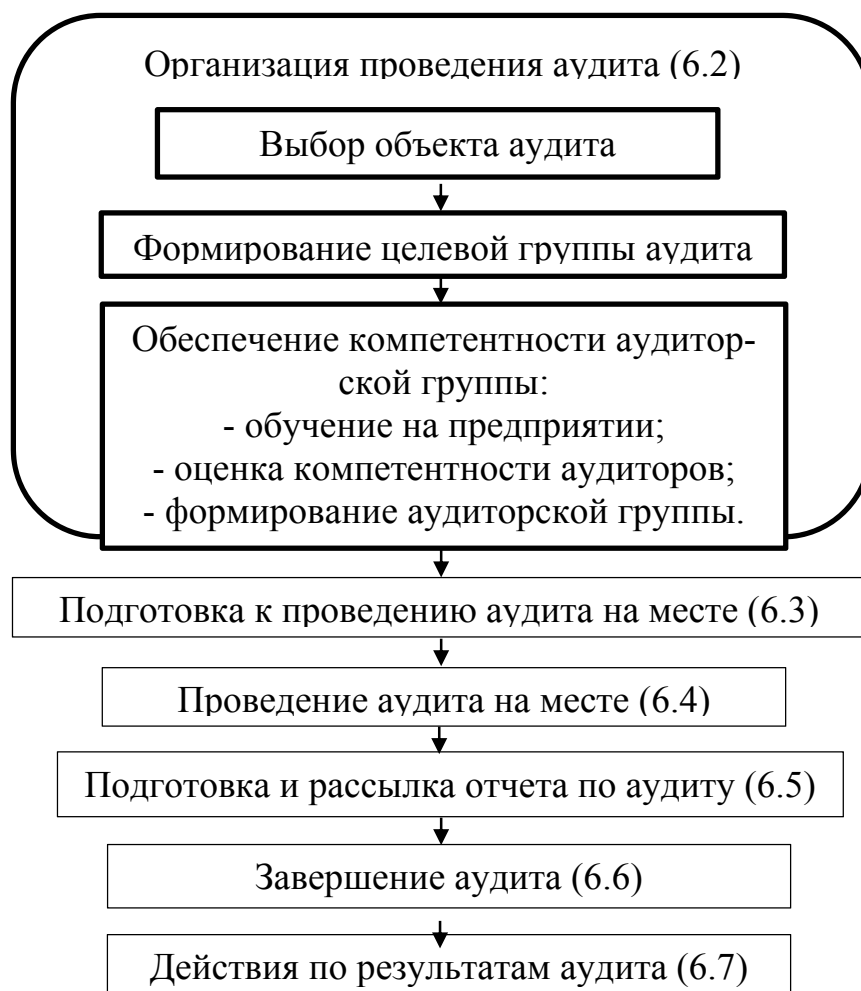 Организация проведения аудита (6.2)
Выбор объекта аудита
Формирование целевой группы аудита
Обеспечение компетентности аудитор-
ской группы:
- обучение на предприятии;
- оценка компетентности аудиторов;
- формирование аудиторской группы.
Подготовка к проведению аудита на месте (6.3)
Проведение аудита на месте (6.4)
Подготовка и рассылка отчета по аудиту (6.5)
Завершение аудита (6.6)
Действия по результатам аудита (6.7)